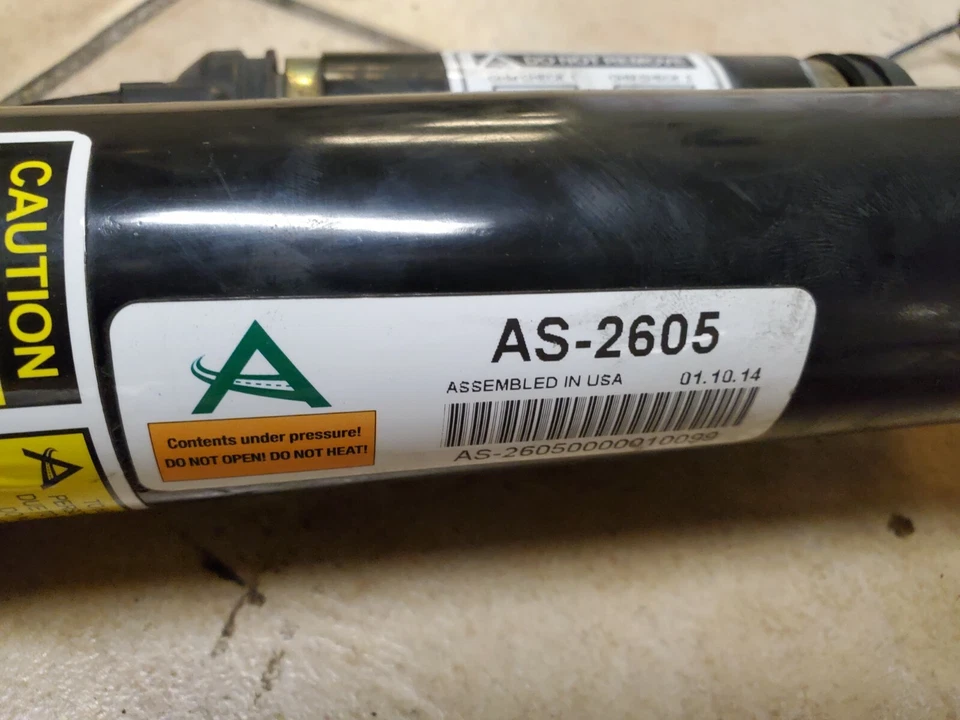 DO NOT REMOVE
CAUTION
AS-2605
ASSEMBLED IN USA 01.10.14
Contents under pressure!
DO NOT OPEN! DO NOT HEAT!
AS-26050000010099